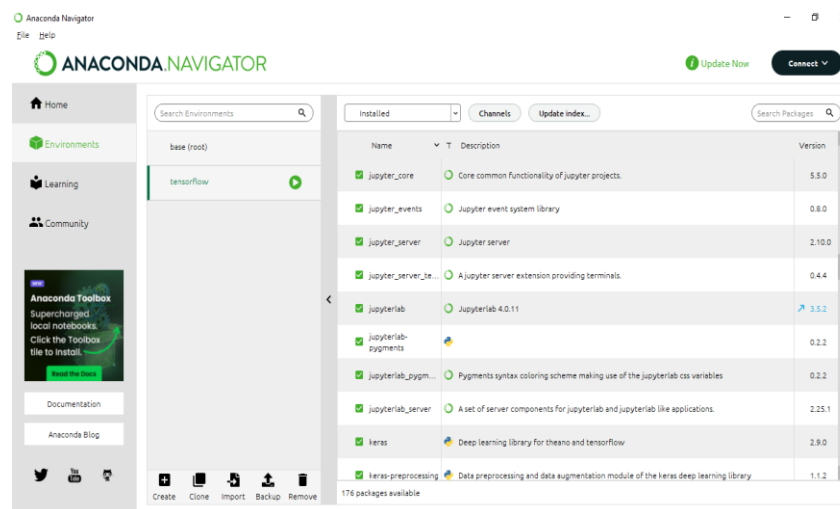 Anaconda Navigator
File Help
ANACONDA.NAVIGATOR
i Update Now
Connect
Home
Environments
Learning
Community
NEW
Anaconda Toolbox
Supercharged
local notebooks.
Click the Toolbox
tile to install.
Read the Docs
Documentation
Anaconda Blog
You
Tube
Search Environments
base (root)
tensorflow
Create Clone Import Backup Remove
Installed
Channels
Update index...
Search Packages
Name T Description Version
jupyter_core Core common functionality of jupyter projects. 5.5.0
jupyter_events Jupyter event system library 0.8.0
jupyter_server Jupyter server 2.10.0
jupyter_server_te... A jupyter server extension providing terminals. 0.4.4
jupyterlab Jupyterlab 4.0.11 3.5.2
jupyterlab-
pygments 0.2.2
jupyterlab_pygm... Pygments syntax coloring scheme making use of the jupyterlab css variables 0.2.2
jupyterlab_server A set of server components for jupyterlab and jupyterlab like applications. 2.25.1
keras Deep learning library for theano and tensorflow 2.9.0
keras-preprocessing Data preprocessing and data augmentation module of the keras deep learning library 1.1.2
176 packages available